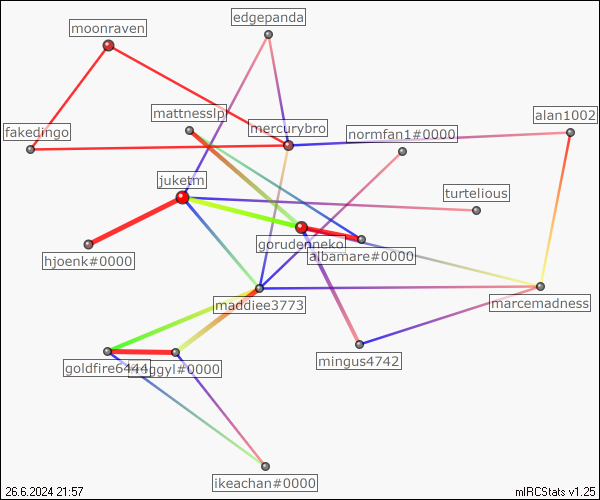 edgepanda
moonraven
mattnesslp
alan1002
fakedingo
mercurybro
normfan1#0000
juketm
turtelious
gorudenneko
albamare#0000
hjoenk#0000
maddiee3773
marcemadness
goldfire6444
ggyl#0000
mingus4742
ikeachan#0000
26.6.2024 21:57
mIRCStats v1.25